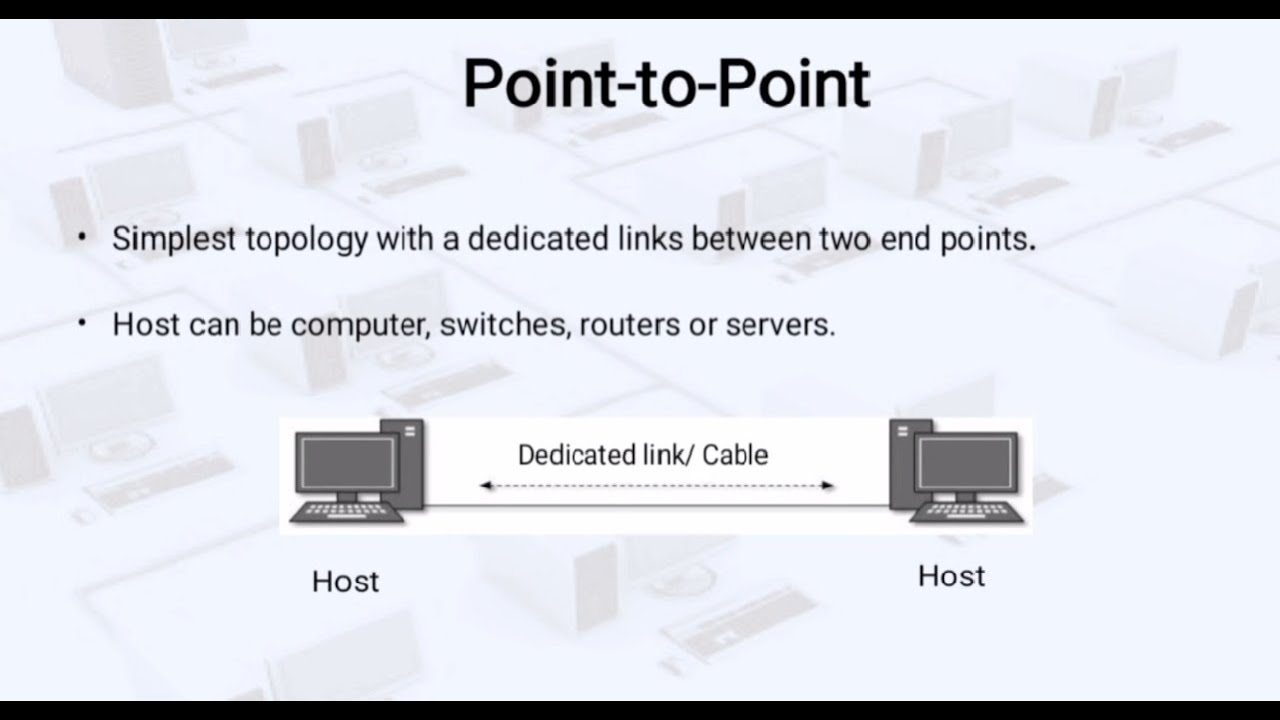 Point-to-Point
• Simplest topology with a dedicated links between two end points.
• Host can be computer, switches, routers or servers.
Dedicated link/ Cable
Host
Host